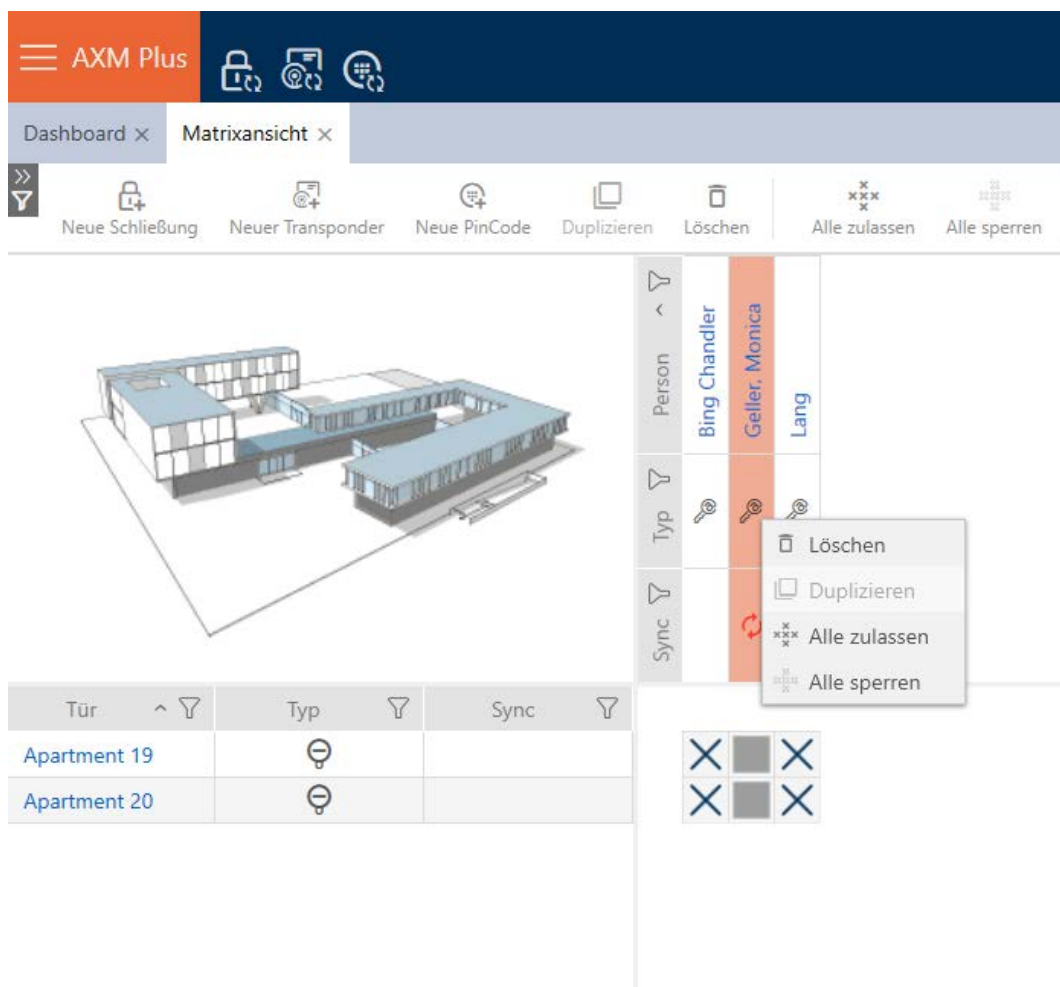 AXM Plus
Dashboard
Matrixansicht
Neue Schließung
Neuer Transponder
Neue PinCode
Duplizieren
Löschen
Alle zulassen
Alle sperren
Person
Bing Chandler
Geller, Monica
Lang
Typ
Sync
Löschen
Duplizieren
Alle zulassen
Alle sperren
Tür Typ Sync
Apartment 19
Apartment 20